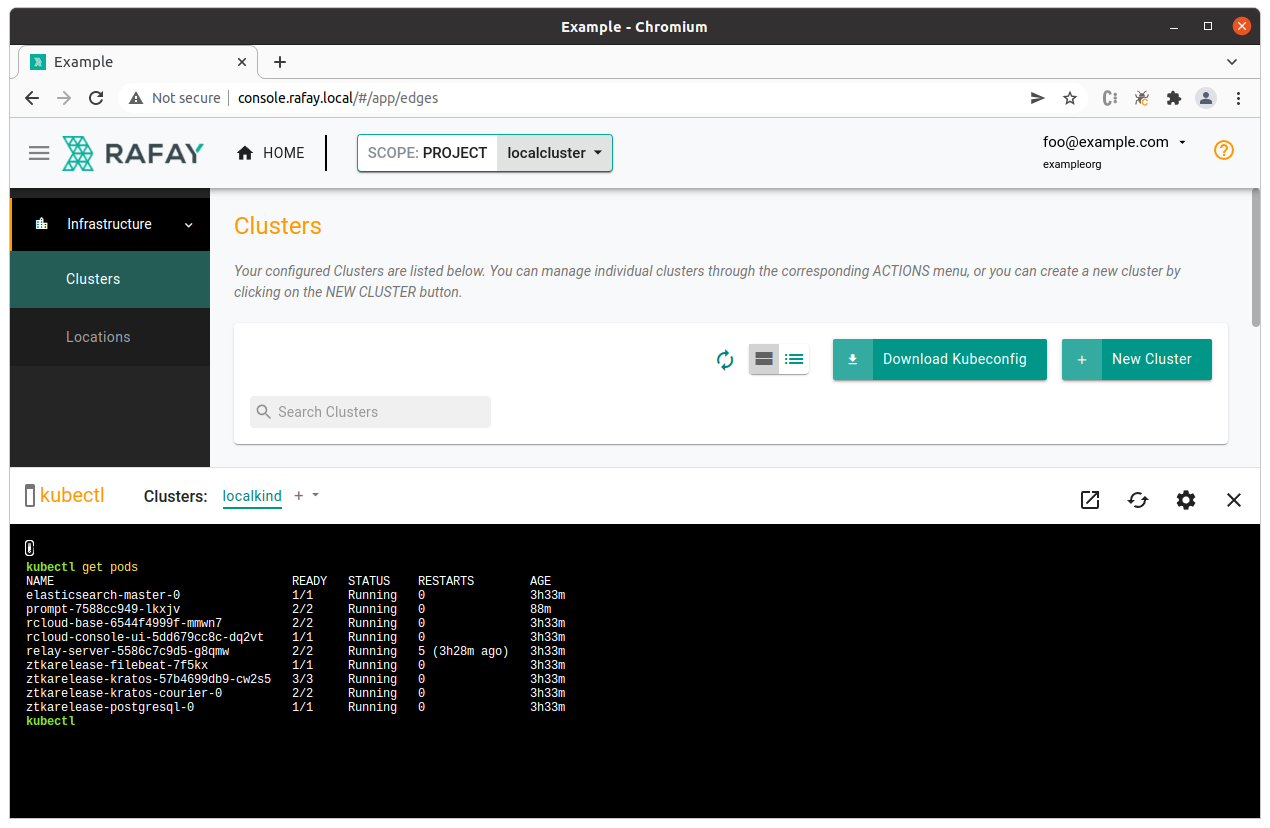 Example - Chromium
Example
Not secure console.rafay.local/#/app/edges
RAFAY
HOME
SCOPE: PROJECT localcluster
foo@example.com
exampleorg
Infrastructure
Clusters
Locations
Clusters
Your configured Clusters are listed below. You can manage individual clusters through the corresponding ACTIONS menu, or you can create a new cluster by
clicking on the NEW CLUSTER button.
Download Kubeconfig
+ New Cluster
Search Clusters
kubectl
Clusters: localkind +
kubectl get pods
NAME READY STATUS RESTARTS AGE
elasticsearch-master-0 1/1 Running 0 3h33m
prompt-7588cc949-lkxjv 2/2 Running 0 88m
rcloud-base-6544f4999f-mmwn7 2/2 Running 0 3h33m
rcloud-console-ui-5dd679cc8c-dq2vt 1/1 Running 0 3h33m
relay-server-5586c7c9d5-g8qmw 2/2 Running 5 (3h28m ago) 3h33m
ztkarelease-filebeat-7f5kx 1/1 Running 0 3h33m
ztkarelease-kratos-57b4699db9-cw2s5 3/3 Running 0 3h33m
ztkarelease-kratos-courier-0 2/2 Running 0 3h33m
ztkarelease-postgresql-0 1/1 Running 0 3h33m
kubectl